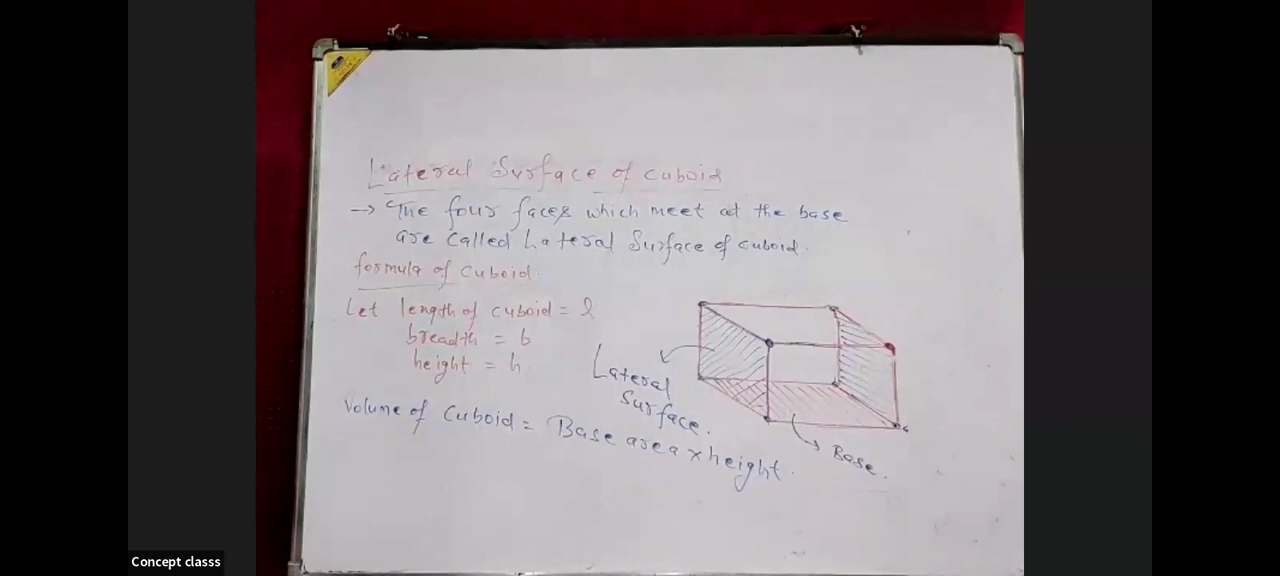 Lateral Surface of cuboid
→ The four faces which meet at the base
are called Lateral Surface of cuboid.
formula of cuboid.
Let length of cuboid = l
breadth = b
height = h
Lateral
Surface.
Volume of Cuboid = Base area x height.
Base.
Concept classs